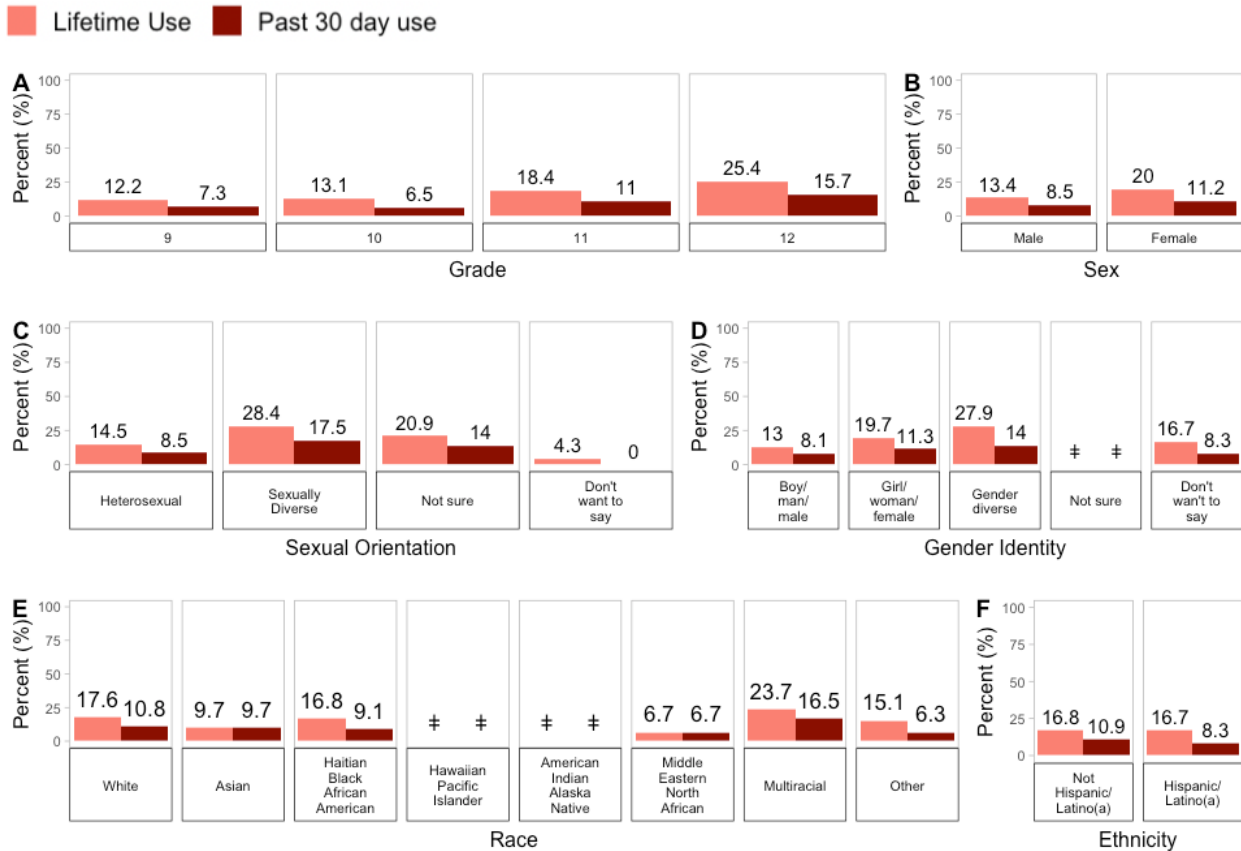 Lifetime Use Past 30 day use
A B
Percent (%) 100 75 50 25 0
12.2 7.3 13.1 6.5 18.4 11 25.4 15.7
9 10 11 12
Grade
Percent (%) 100 75 50 25 0
13.4 8.5 20 11.2
Male Female
Sex
C
Percent (%) 100 75 50 25 0
14.5 8.5 28.4 17.5 20.9 14 4.3 0
Heterosexual
Sexually
Diverse
Not sure
Don't
want to
say
Sexual Orientation
D
Percent (%) 100 75 50 25 0
13 8.1 19.7 11.3 27.9 14 ‡ ‡ 16.7 8.3
Boy/
man/
male
Girl/
woman/
female
Gender
diverse
Not sure
Don't
wan't to
say
Gender Identity
E
Percent (%) 100 75 50 25 0
17.6 10.8 9.7 9.7 16.8 9.1 ‡ ‡ ‡ ‡ 6.7 6.7 23.7 16.5 15.1 6.3
White
Asian
Haitian
Black
African
American
Hawaiian
Pacific
Islander
American
Indian
Alaska
Native
Middle
Eastern
North
African
Multiracial
Other
Race
F
Percent (%) 100 75 50 25 0
16.8 10.9 16.7 8.3
Not
Hispanic/
Latino(a)
Hispanic/
Latino(a)
Ethnicity